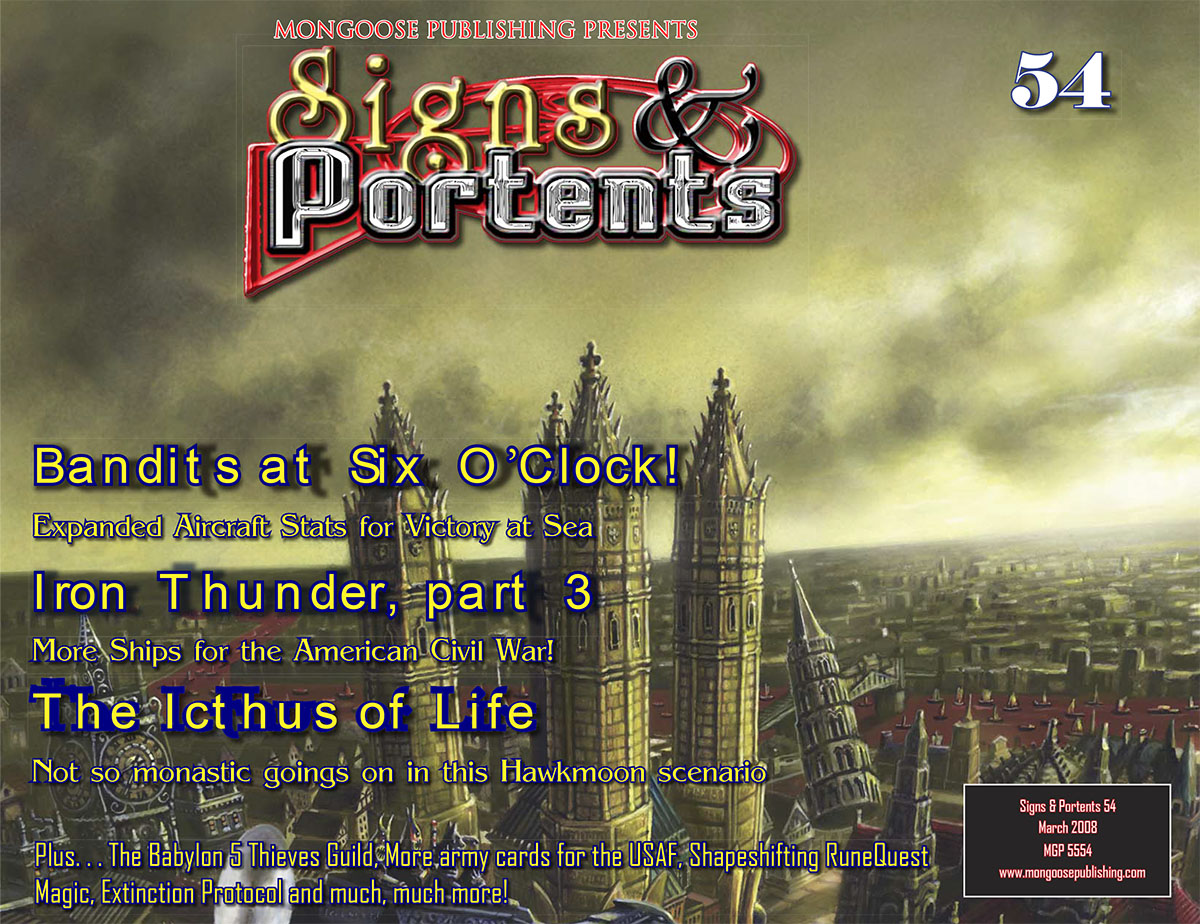 MONGOOSE PUBLISHING PRESENTS
Signs &
Portents
54
Bandits at Six O'Clock!
Expanded Aircraft Stats for Victory at Sea
Iron Thunder, part 3
More Ships for the American Civil War!
The Icthus of Life
Not so monastic goings on in this Hawkmoon scenario
Plus. . . The Babylon 5 Thieves Guild, More army cards for the USAF, Shapeshifting RuneQuest
Magic, Extinction Protocol and much, much more!
Signs & Portents 54
March 2008
MGP 5554
www.mongoosepublishing.com